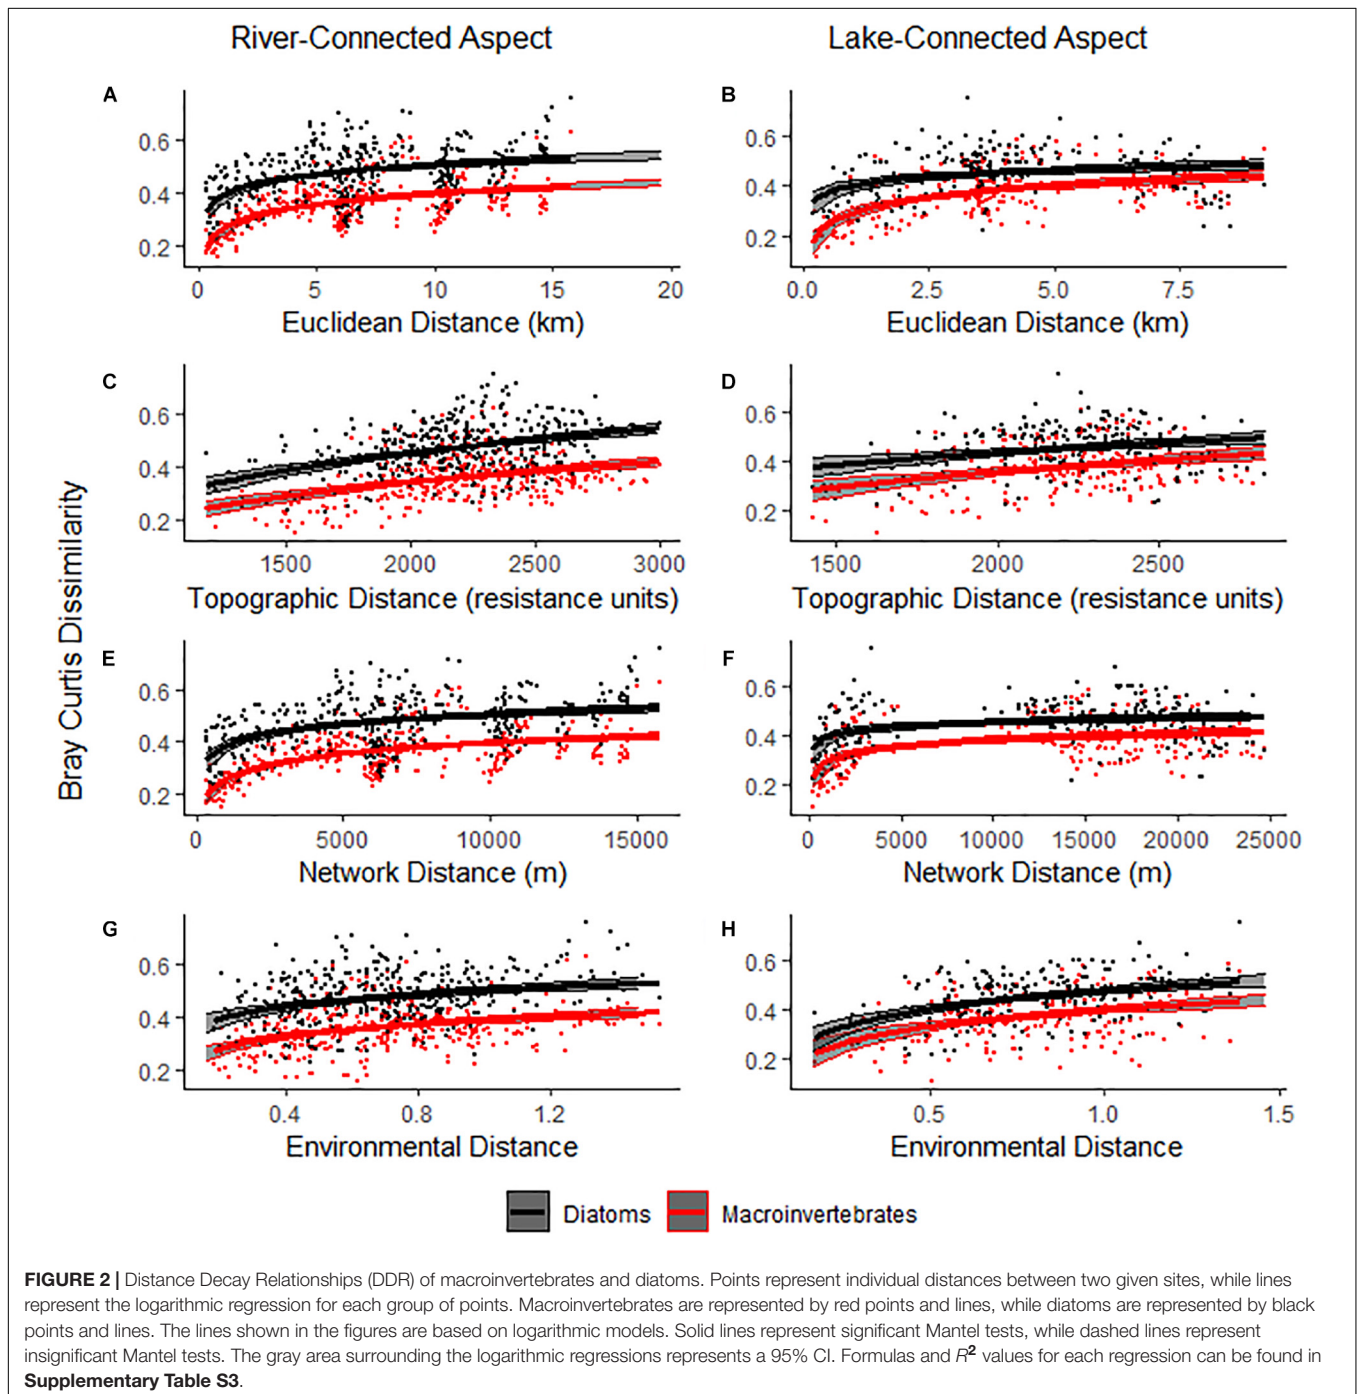 River-Connected Aspect
Lake-Connected Aspect
Bray Curtis Dissimilarity
A
0.6
0.4
0.2
0 5 10 15 20
Euclidean Distance (km)
B
0.6
0.4
0.2
0.0 2.5 5.0 7.5
Euclidean Distance (km)
C
0.6
0.4
0.2
1500 2000 2500 3000
Topographic Distance (resistance units)
D
0.6
0.4
0.2
1500 2000 2500
Topographic Distance (resistance units)
E
0.6
0.4
0.2
0 5000 10000 15000
Network Distance (m)
F
0.6
0.4
0.2
0 5000 10000 15000 20000 25000
Network Distance (m)
G
0.6
0.4
0.2
0.4 0.8 1.2
Environmental Distance
H
0.6
0.4
0.2
0.5 1.0 1.5
Environmental Distance
Diatoms Macroinvertebrates
FIGURE 2 | Distance Decay Relationships (DDR) of macroinvertebrates and diatoms. Points represent individual distances between two given sites, while lines
represent the logarithmic regression for each group of points. Macroinvertebrates are represented by red points and lines, while diatoms are represented by black
points and lines. The lines shown in the figures are based on logarithmic models. Solid lines represent significant Mantel tests, while dashed lines represent
insignificant Mantel tests. The gray area surrounding the logarithmic regressions represents a 95% CI. Formulas and R² values for each regression can be found in
Supplementary Table S3.